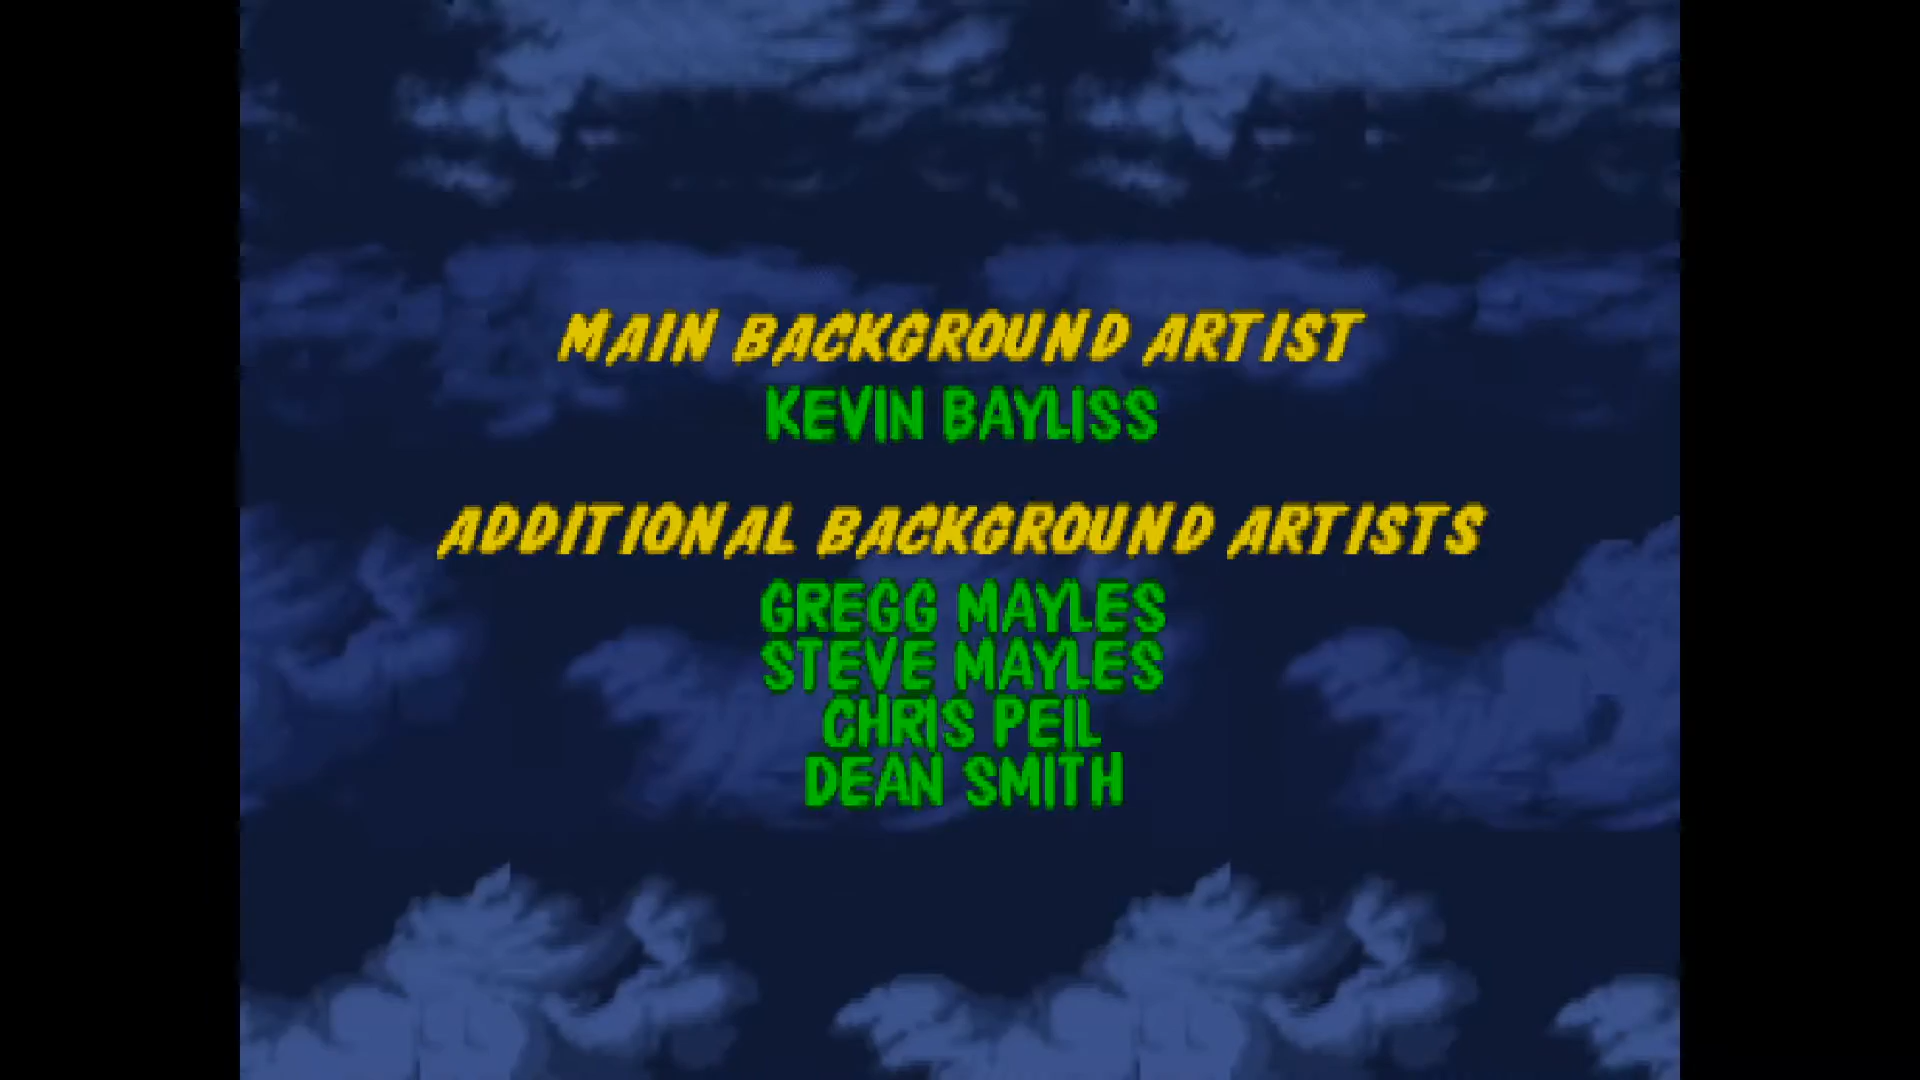 MAIN BACKGROUND ARTIST
KEVIN BAYLISS
ADDITIONAL BACKGROUND ARTISTS
GREGG MAYLES
STEVE MAYLES
CHRIS PEIL
DEAN SMITH